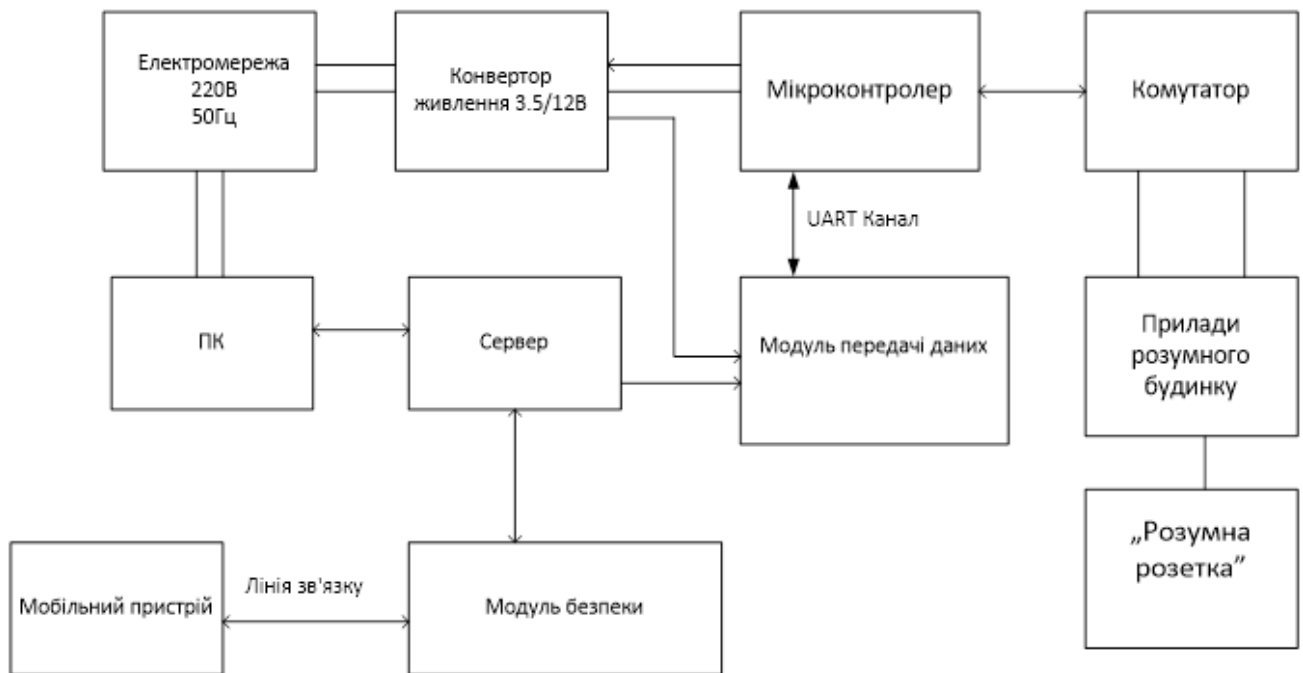 Електромережа
220В
50Гц
Конвертор
живлення 3.5/12В
Мікроконтролер
Комутатор
UART Канал
ПК
Сервер
Модуль передачі даних
Прилади
розумного
будинку
„Розумна
розетка”
Мобільний пристрій
Лінія зв'язку
Модуль безпеки